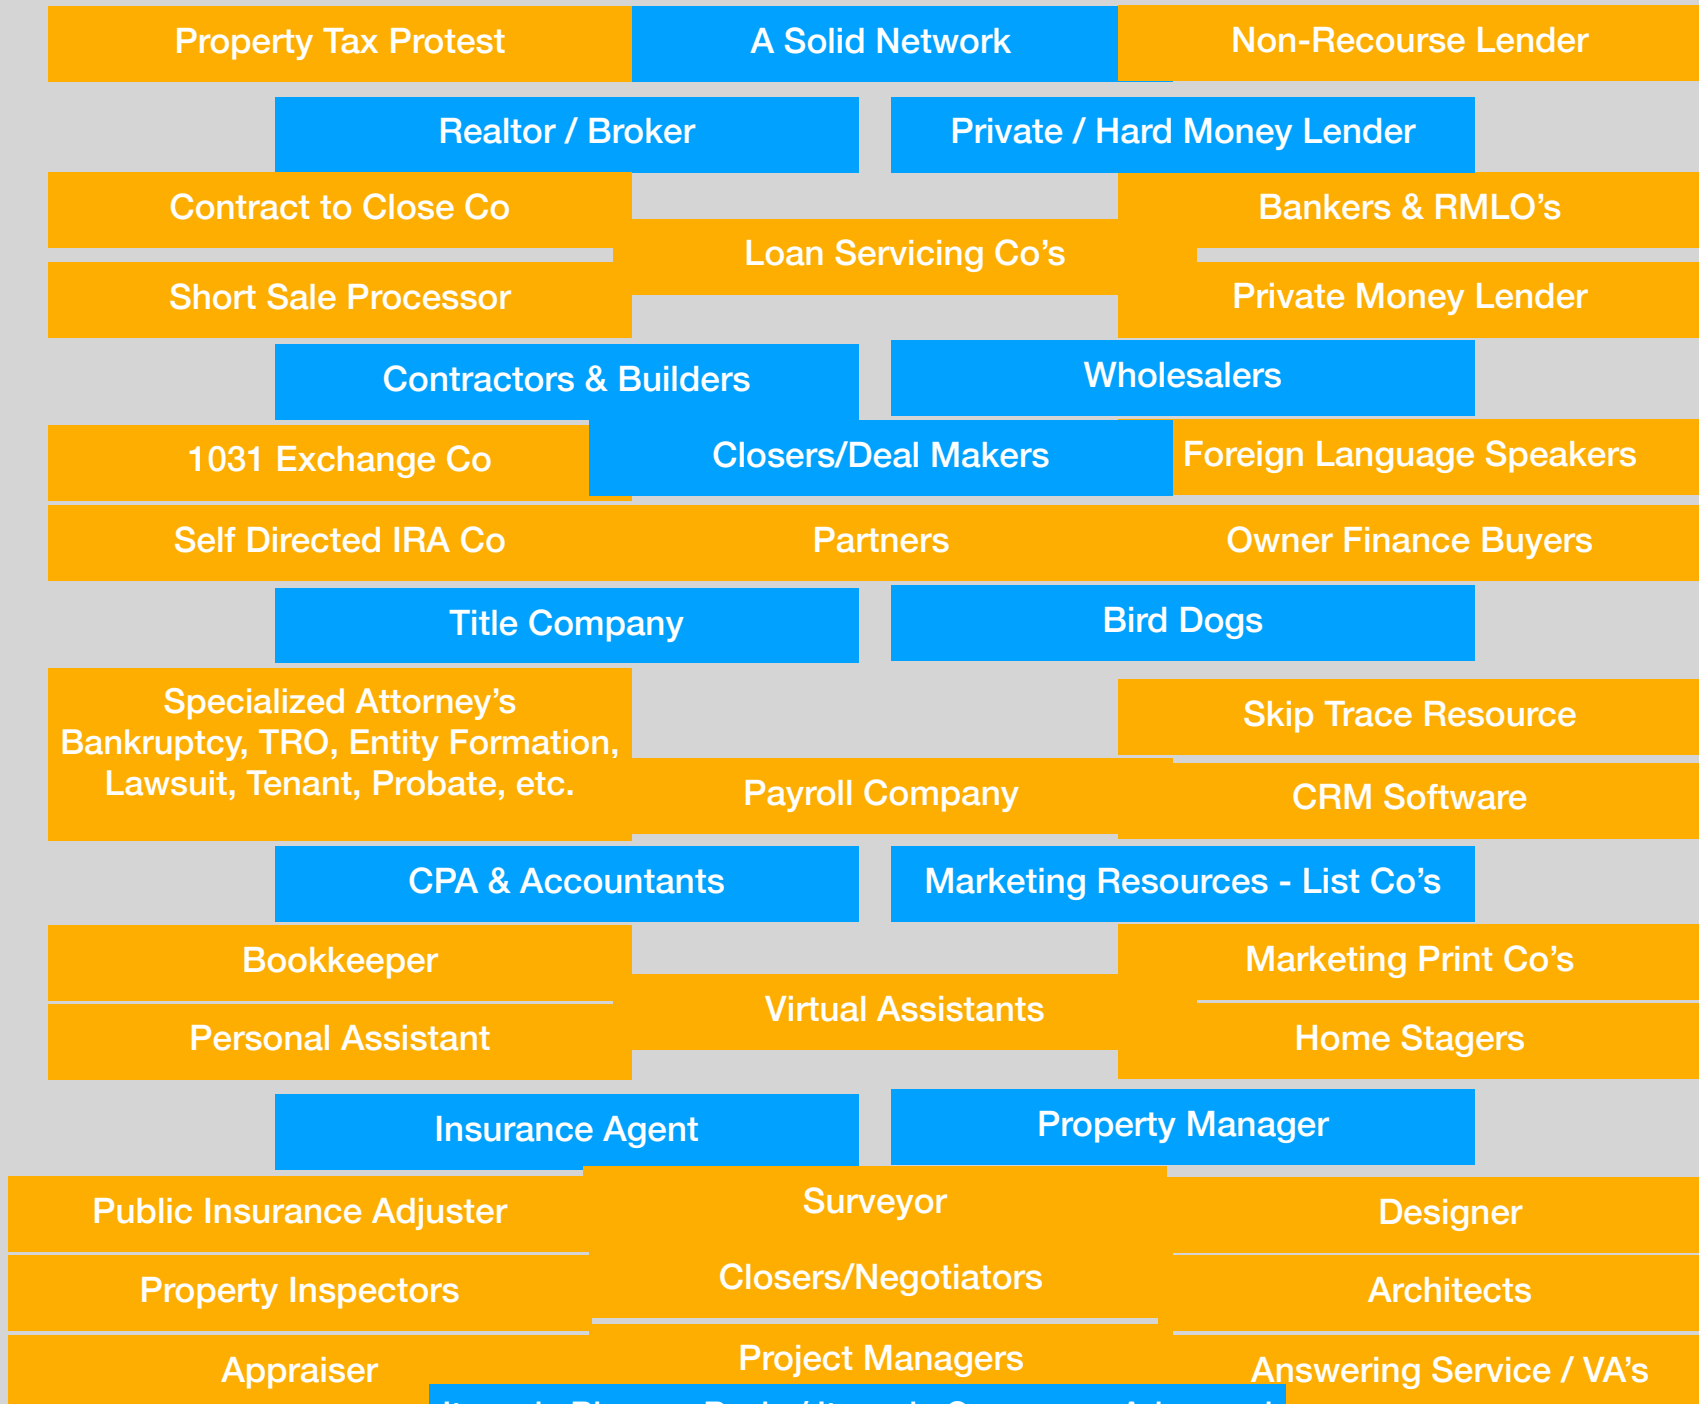 Property Tax Protest
A Solid Network
Non-Recourse Lender
Realtor / Broker
Private / Hard Money Lender
Contract to Close Co
Bankers & RMLO's
Loan Servicing Co's
Short Sale Processor
Private Money Lender
Contractors & Builders
Wholesalers
1031 Exchange Co
Closers/Deal Makers
Foreign Language Speakers
Self Directed IRA Co
Partners
Owner Finance Buyers
Title Company
Bird Dogs
Specialized Attorney's
Bankruptcy, TRO, Entity Formation,
Lawsuit, Tenant, Probate, etc.
Skip Trace Resource
Payroll Company
CRM Software
CPA & Accountants
Marketing Resources - List Co's
Bookkeeper
Marketing Print Co's
Virtual Assistants
Personal Assistant
Home Stagers
Insurance Agent
Property Manager
Public Insurance Adjuster
Surveyor
Designer
Property Inspectors
Closers/Negotiators
Architects
Appraiser
Project Managers
Answering Service / VA's